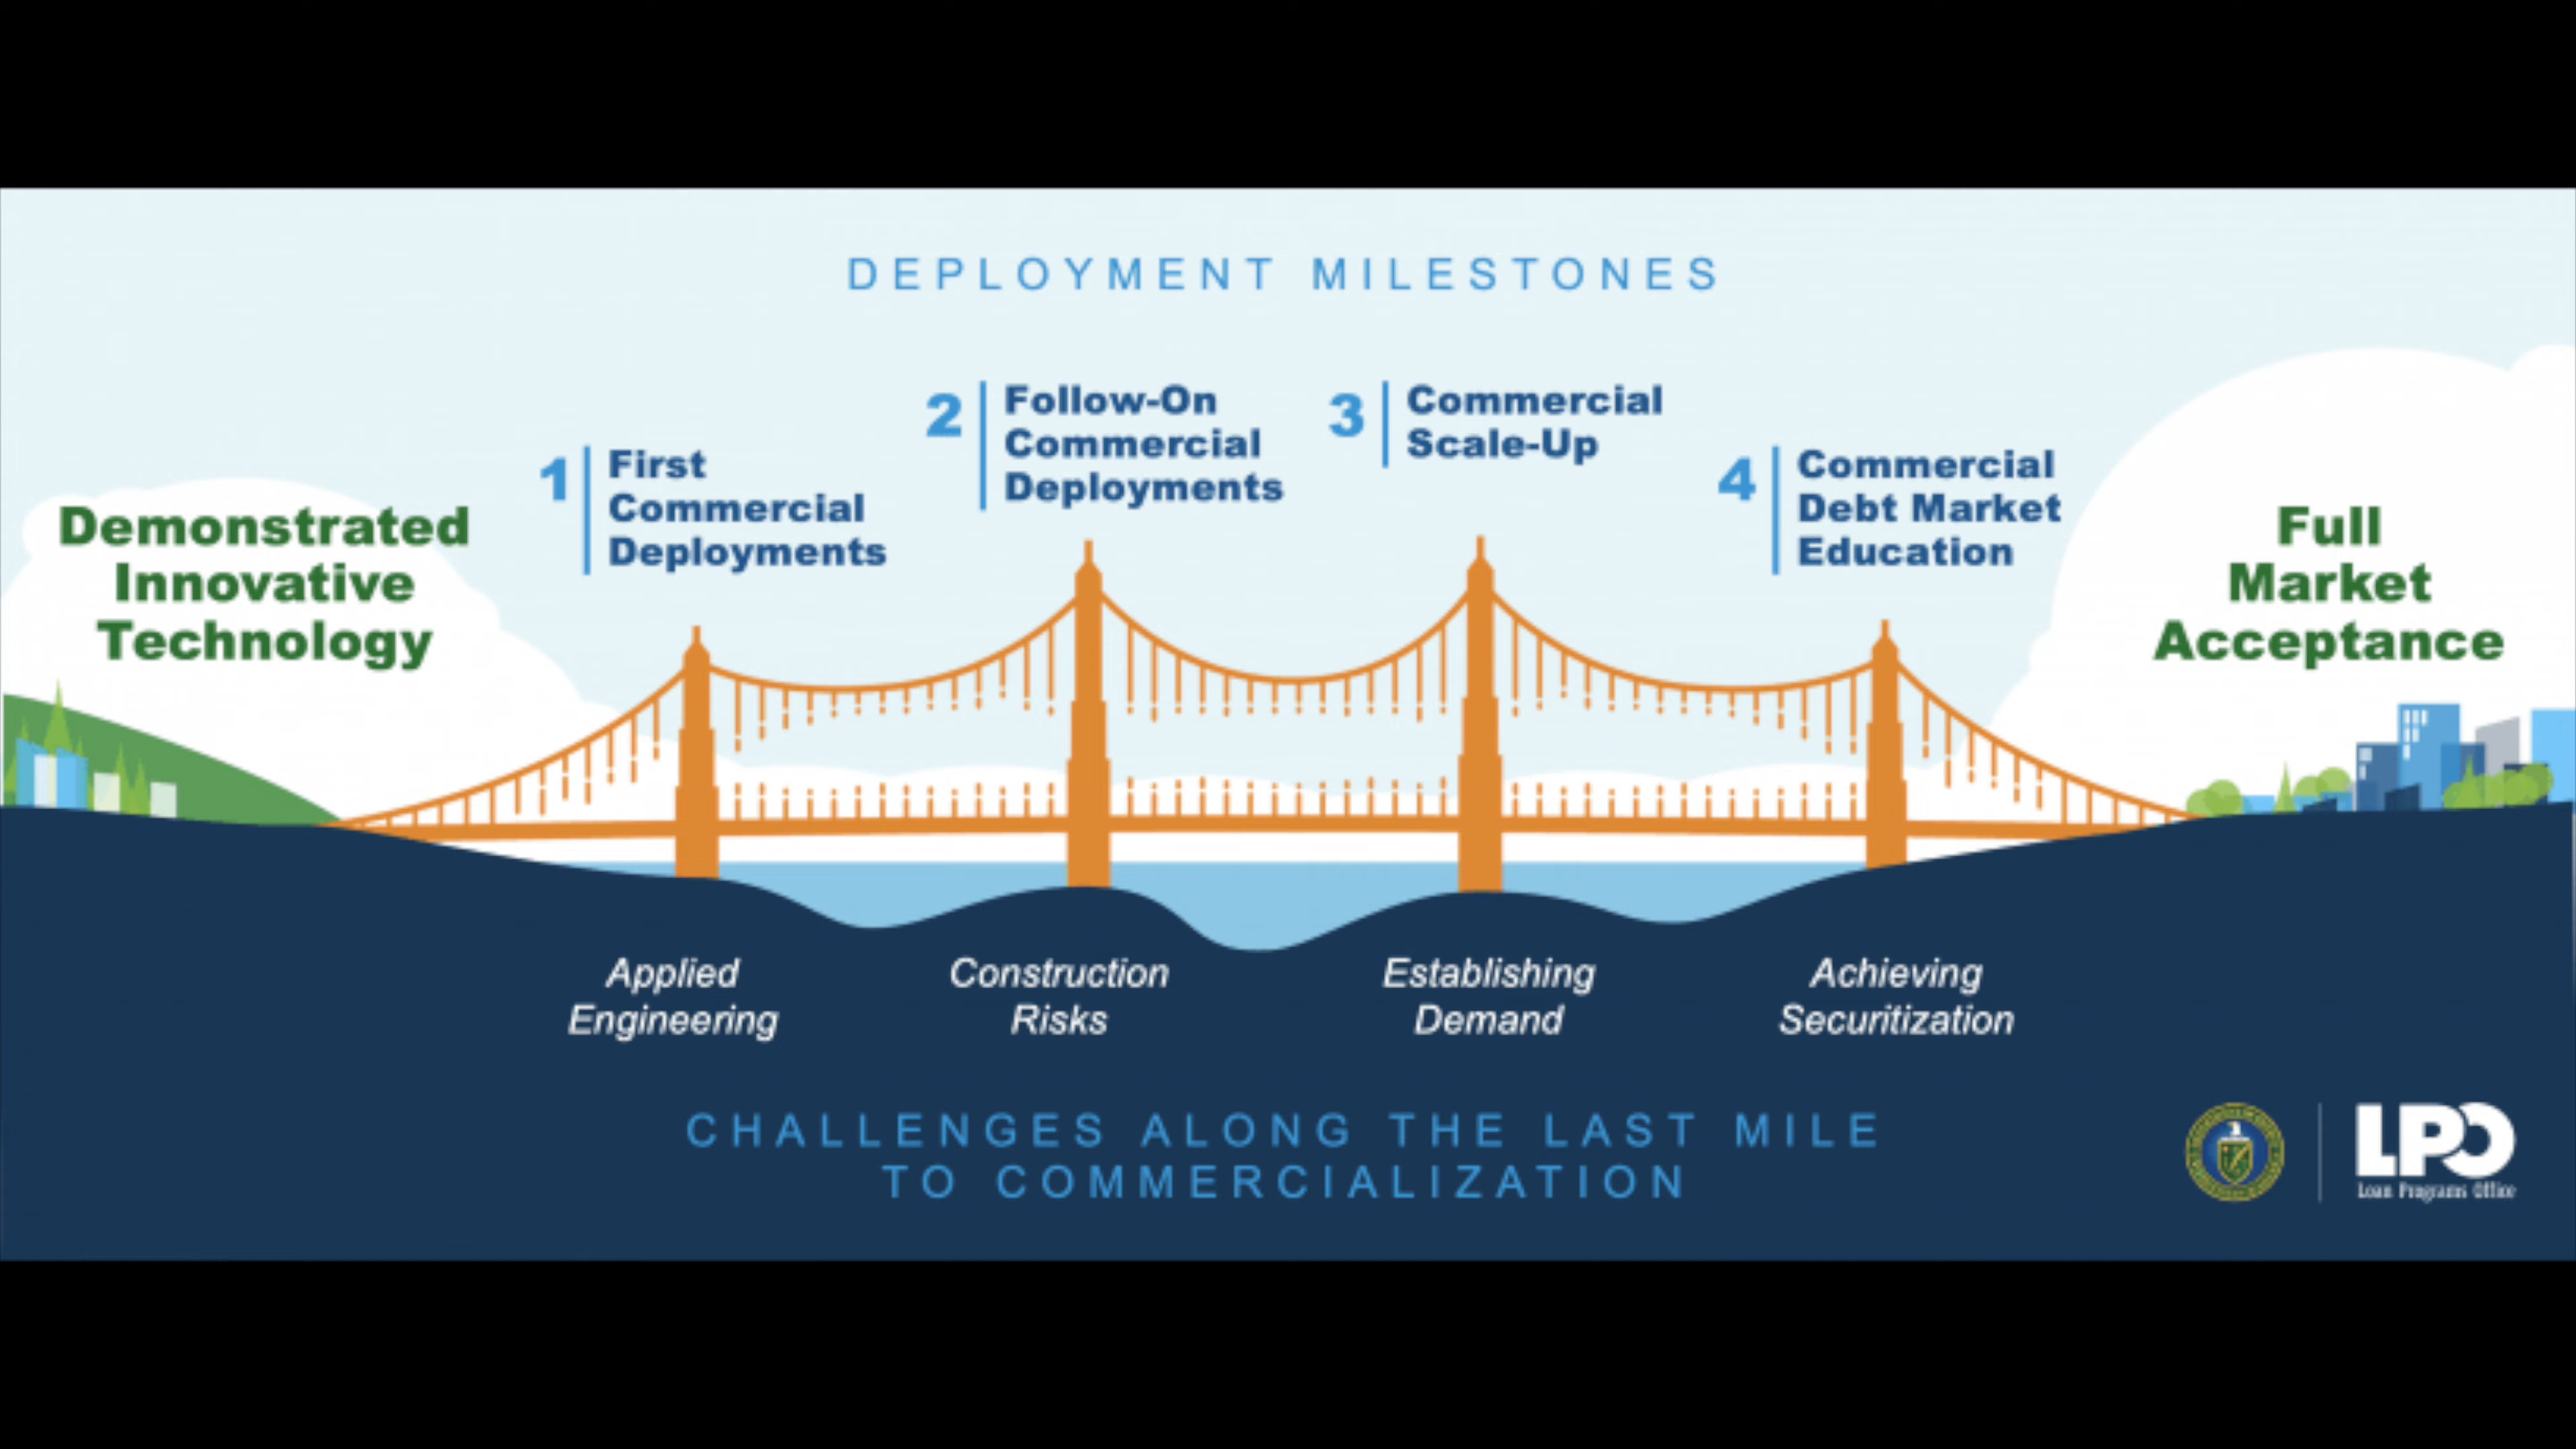 DEPLOYMENT MILESTONES
Demonstrated
Innovative
Technology
1
First
Commercial
Deployments
2
Follow-On
Commercial
Deployments
3
Commercial
Scale-Up
4
Commercial
Debt Market
Education
Full
Market
Acceptance
Applied
Engineering
Construction
Risks
Establishing
Demand
Achieving
Securitization
CHALLENGES ALONG THE LAST MILE
TO COMMERCIALIZATION
LPO
Loan Programs Office